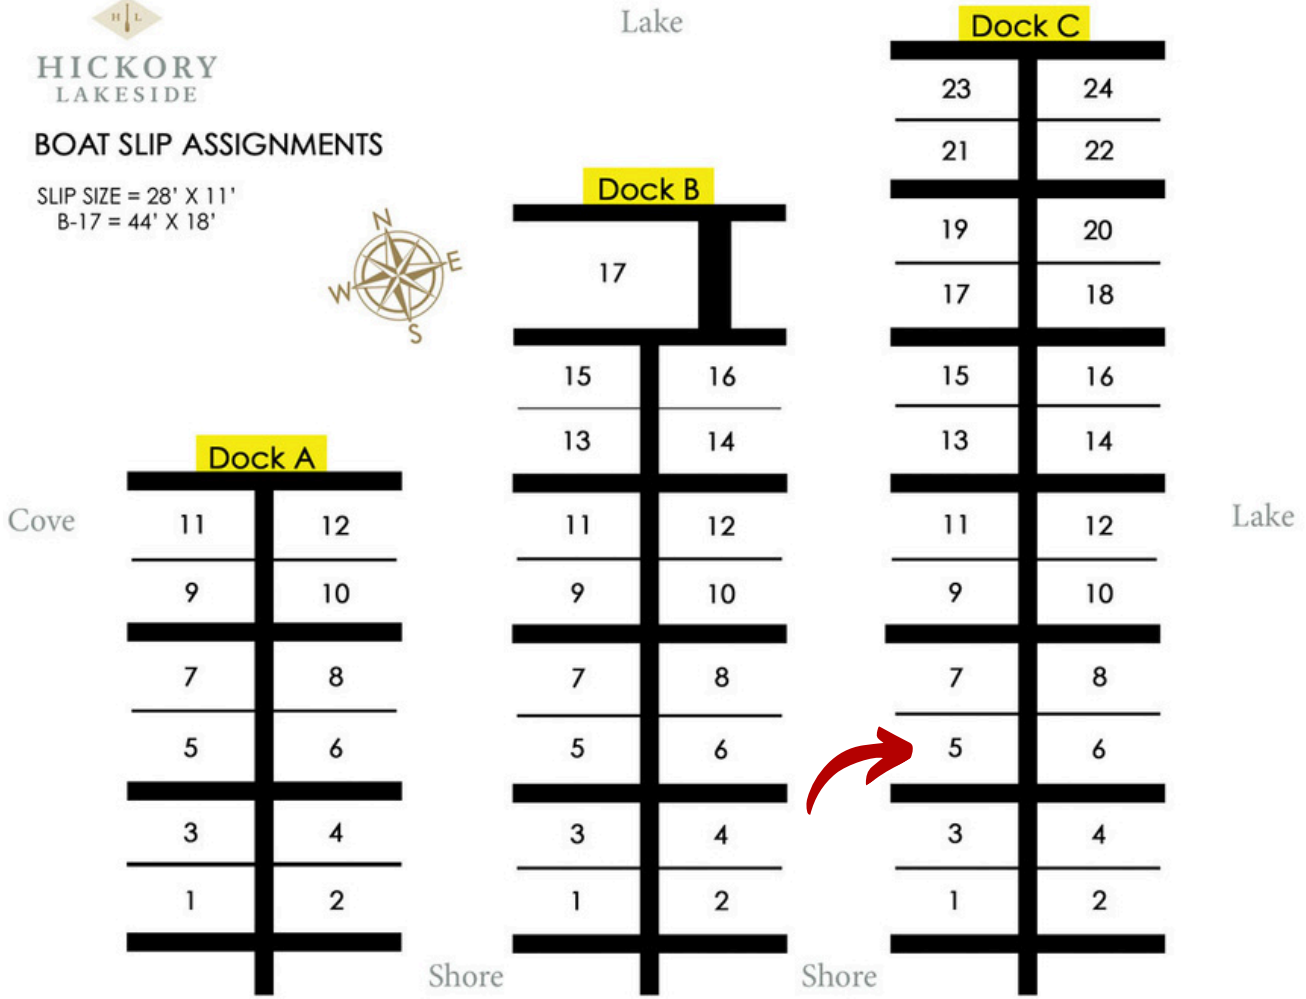 H L
HICKORY
LAKESIDE
BOAT SLIP ASSIGNMENTS
SLIP SIZE = 28' X 11'
B-17 = 44' X 18'
N
E
W
S
Lake
Cove
Lake
Dock A
11 12
9 10
7 8
5 6
3 4
1 2
Dock B
17
15 16
13 14
11 12
9 10
7 8
5 6
3 4
1 2
Dock C
23 24
21 22
19 20
17 18
15 16
13 14
11 12
9 10
7 8
5 6
3 4
1 2
Shore
Shore